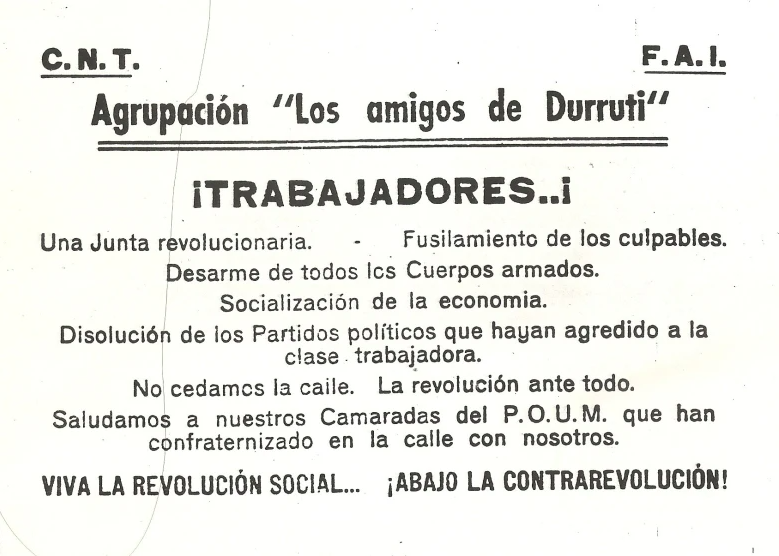 C.N.T. F.A.I.
Agrupación "Los amigos de Durruti"
¡TRABAJADORES..¡
Una Junta revolucionaria. - Fusilamiento de los culpables.
Desarme de todos los Cuerpos armados.
Socialización de la economia.
Disolución de los Partidos políticos que hayan agredido a la
clase trabajadora.
No cedamos la calle. La revolución ante todo.
Saludamos a nuestros Camaradas del P.O.U.M. que han
confraternizado en la calle con nosotros.
VIVA LA REVOLUCIÓN SOCIAL... ¡ABAJO LA CONTRAREVOLUCIÓN!